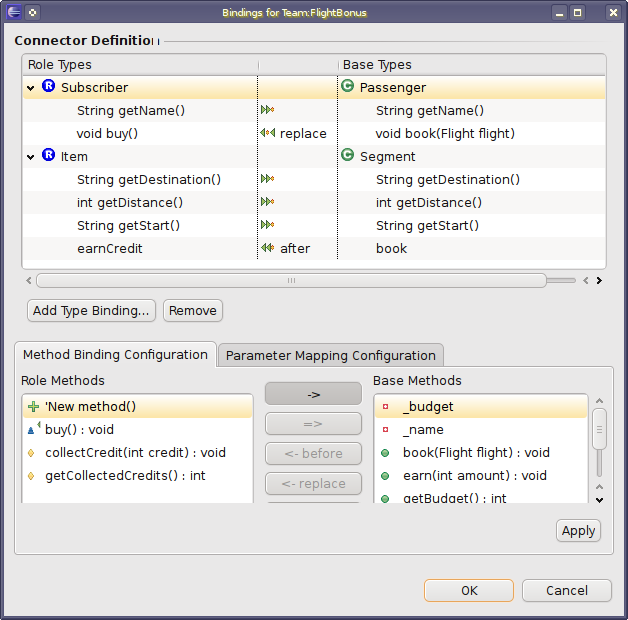 Bindings for Team:FlightBonus
Connector Definition
Role Types Base Types
Subscriber Passenger
String getName() String getName()
void buy() replace void book(Flight flight)
Item Segment
String getDestination() String getDestination()
int getDistance() int getDistance()
String getStart() String getStart()
earnCredit after book
Add Type Binding... Remove
Method Binding Configuration Parameter Mapping Configuration
Role Methods Base Methods
'New method() -> _budget
buy() : void => _name
collectCredit(int credit) : void <- before book(Flight flight) : void
getCollectedCredits() : int <- replace earn(int amount) : void
getBudget() : int
Apply
OK Cancel